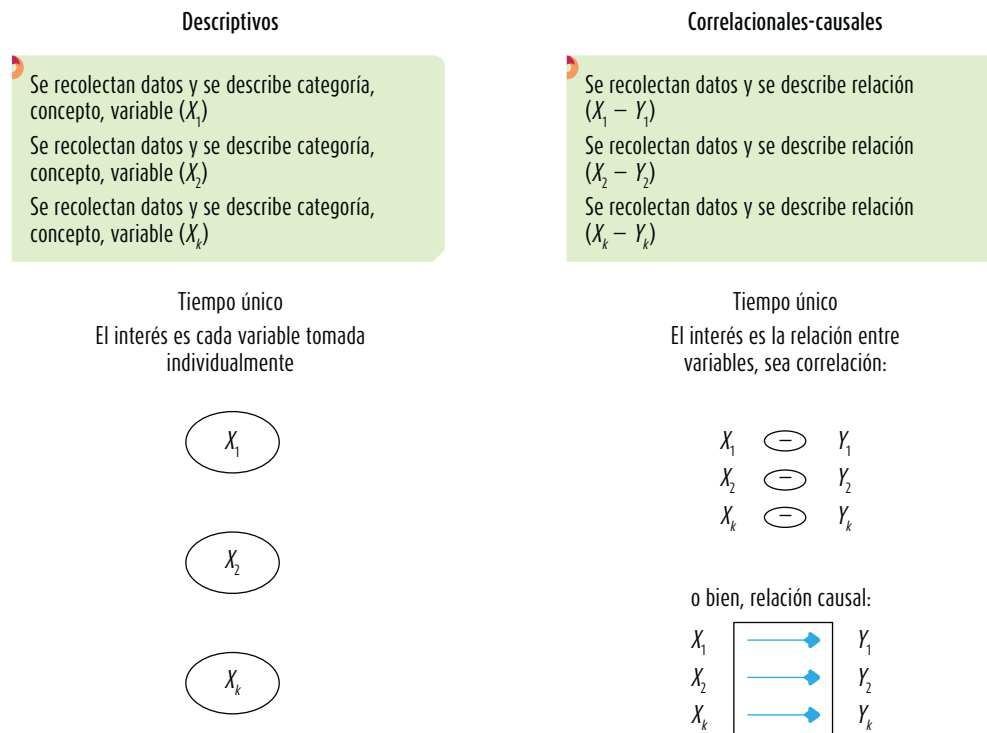 Descriptivos
Se recolectan datos y se describe categoría,
concepto, variable (X₁)
Se recolectan datos y se describe categoría,
concepto, variable (X₂)
Se recolectan datos y se describe categoría,
concepto, variable (Xₖ)
Tiempo único
El interés es cada variable tomada
individualmente
X₁
X₂
Xₖ
Correlacionales-causales
Se recolectan datos y se describe relación
(X₁ – Y₁)
Se recolectan datos y se describe relación
(X₂ – Y₂)
Se recolectan datos y se describe relación
(Xₖ – Yₖ)
Tiempo único
El interés es la relación entre
variables, sea correlación:
X₁ – Y₁
X₂ – Y₂
Xₖ – Yₖ
o bien, relación causal:
X₁ Y₁
X₂ Y₂
Xₖ Yₖ